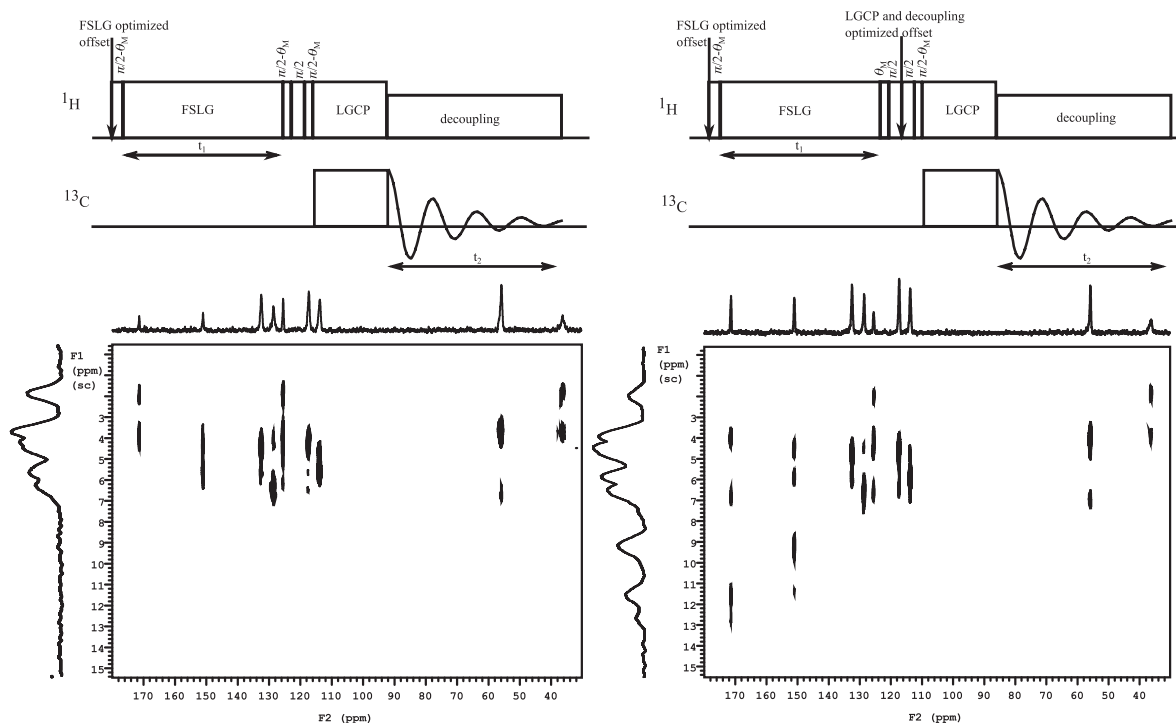 FSLG optimized
offset
π/2-θM
π/2-θM
π/2
π/2-θM
1H
FSLG
LGCP
decoupling
t1
13C
t2
F1
(ppm)
(sc)
3
4
5
6
7
8
9
10
11
12
13
14
15
170 160 150 140 130 120 110 100 90 80 70 60 50 40
F2 (ppm)
FSLG optimized
offset
LGCP and decoupling
optimized offset
π/2-θM
θM
π/2
π/2
π/2-θM
1H
FSLG
LGCP
decoupling
t1
13C
t2
F1
(ppm)
(sc)
3
4
5
6
7
8
9
10
11
12
13
14
15
170 160 150 140 130 120 110 100 90 80 70 60 50 40
F2 (ppm)